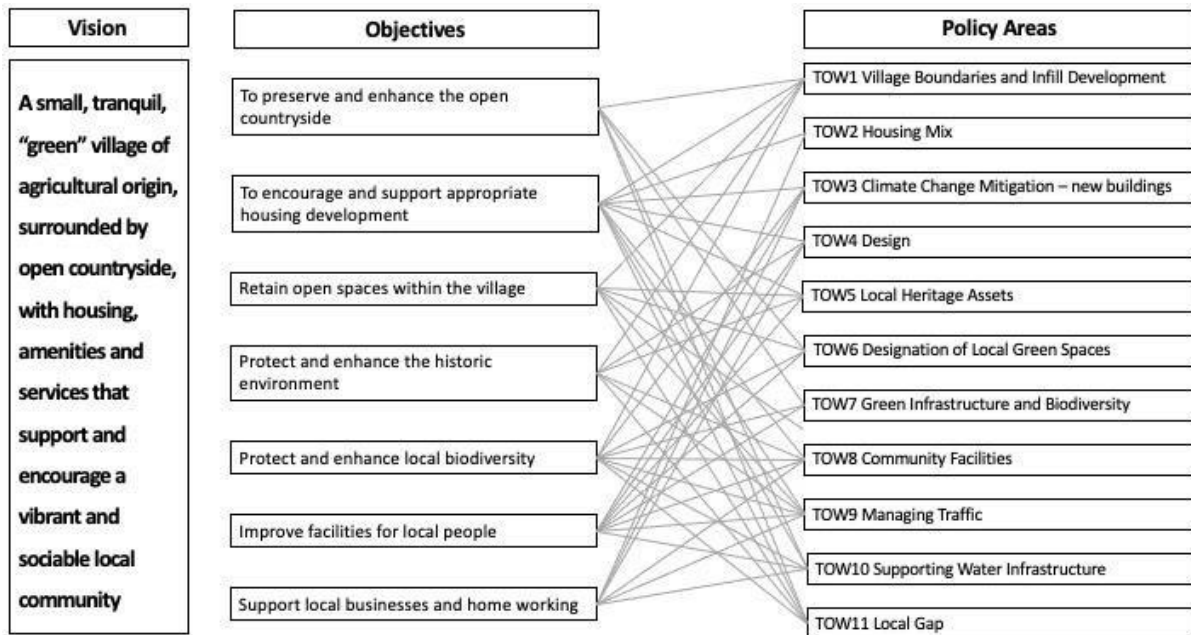 Vision
A small, tranquil,
“green” village of
agricultural origin,
surrounded by
open countryside,
with housing,
amenities and
services that
support and
encourage a
vibrant and
sociable local
community
Objectives
To preserve and enhance the open
countryside
To encourage and support appropriate
housing development
Retain open spaces within the village
Protect and enhance the historic
environment
Protect and enhance local biodiversity
Improve facilities for local people
Support local businesses and home working
Policy Areas
TOW1 Village Boundaries and Infill Development
TOW2 Housing Mix
TOW3 Climate Change Mitigation – new buildings
TOW4 Design
TOW5 Local Heritage Assets
TOW6 Designation of Local Green Spaces
TOW7 Green Infrastructure and Biodiversity
TOW8 Community Facilities
TOW9 Managing Traffic
TOW10 Supporting Water Infrastructure
TOW11 Local Gap